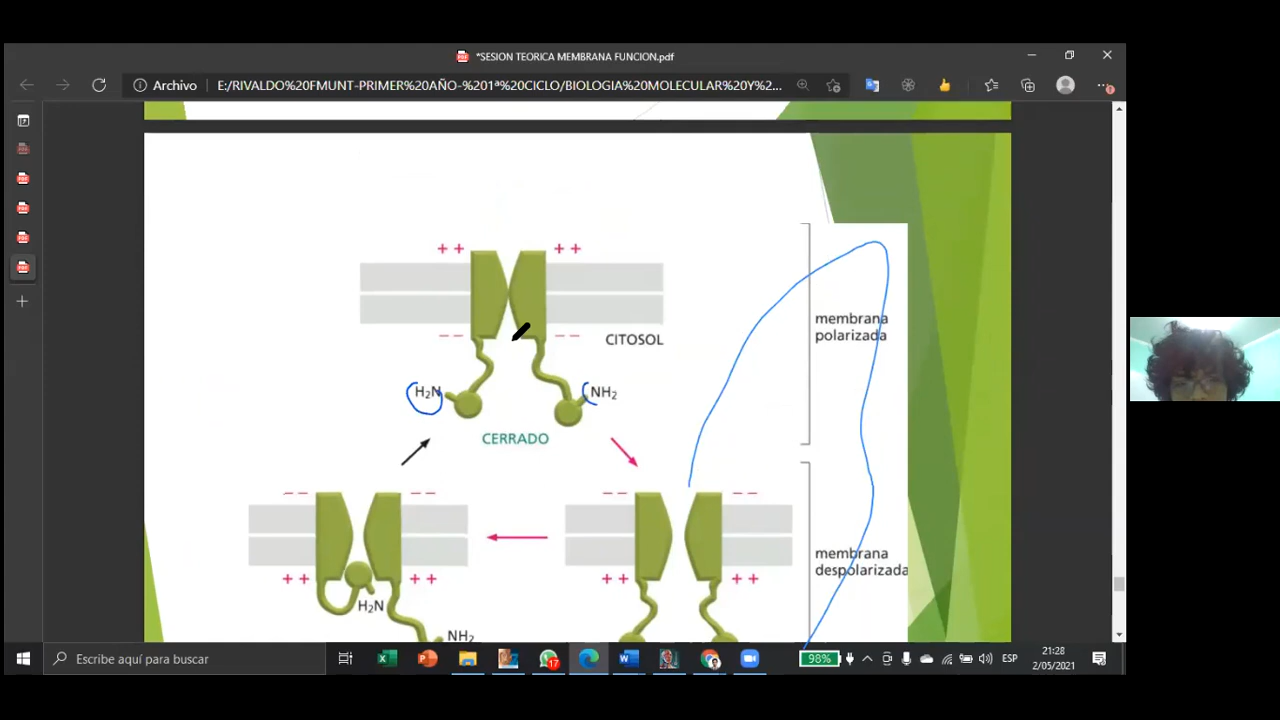 *SESION TEORICA MEMBRANA FUNCION.pdf
Archivo
E:/RIVALDO%20FMUNT-PRIMER%20AÑO-%201ª%20CICLO/BIOLOGIA%20MOLECULAR%20Y%2...
+ +
+ +
membrana
polarizada
– –
– –
CITOSOL
H₂N
NH₂
CERRADO
– –
– –
– –
– –
membrana
despolarizada
+ +
+ +
+ +
+ +
H₂N
NH₂
Escribe aquí para buscar
17
98%
ESP
21:28
2/05/2021